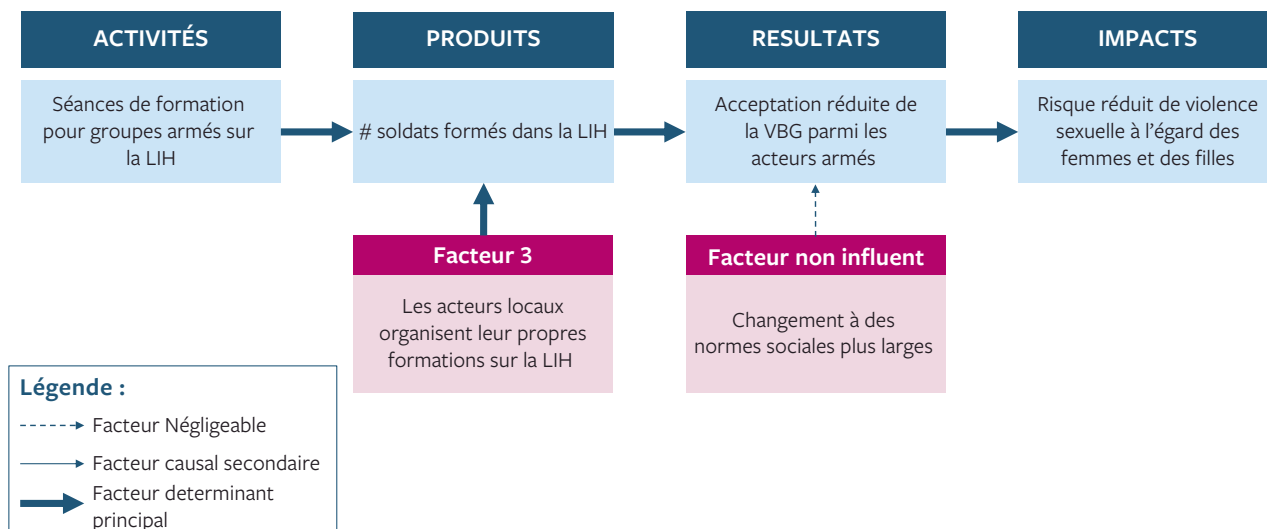 ACTIVITÉS
PRODUITS
RESULTATS
IMPACTS
Séances de formation
pour groupes armés sur
la LIH
# soldats formés dans la LIH
Acceptation réduite de
la VBG parmi les
acteurs armés
Risque réduit de violence
sexuelle à l'égard des
femmes et des filles
Facteur 3
Les acteurs locaux
organisent leur propres
formations sur la LIH
Facteur non influent
Changement à des
normes sociales plus larges
Légende :
Facteur Négligeable
Facteur causal secondaire
Facteur determinant
principal